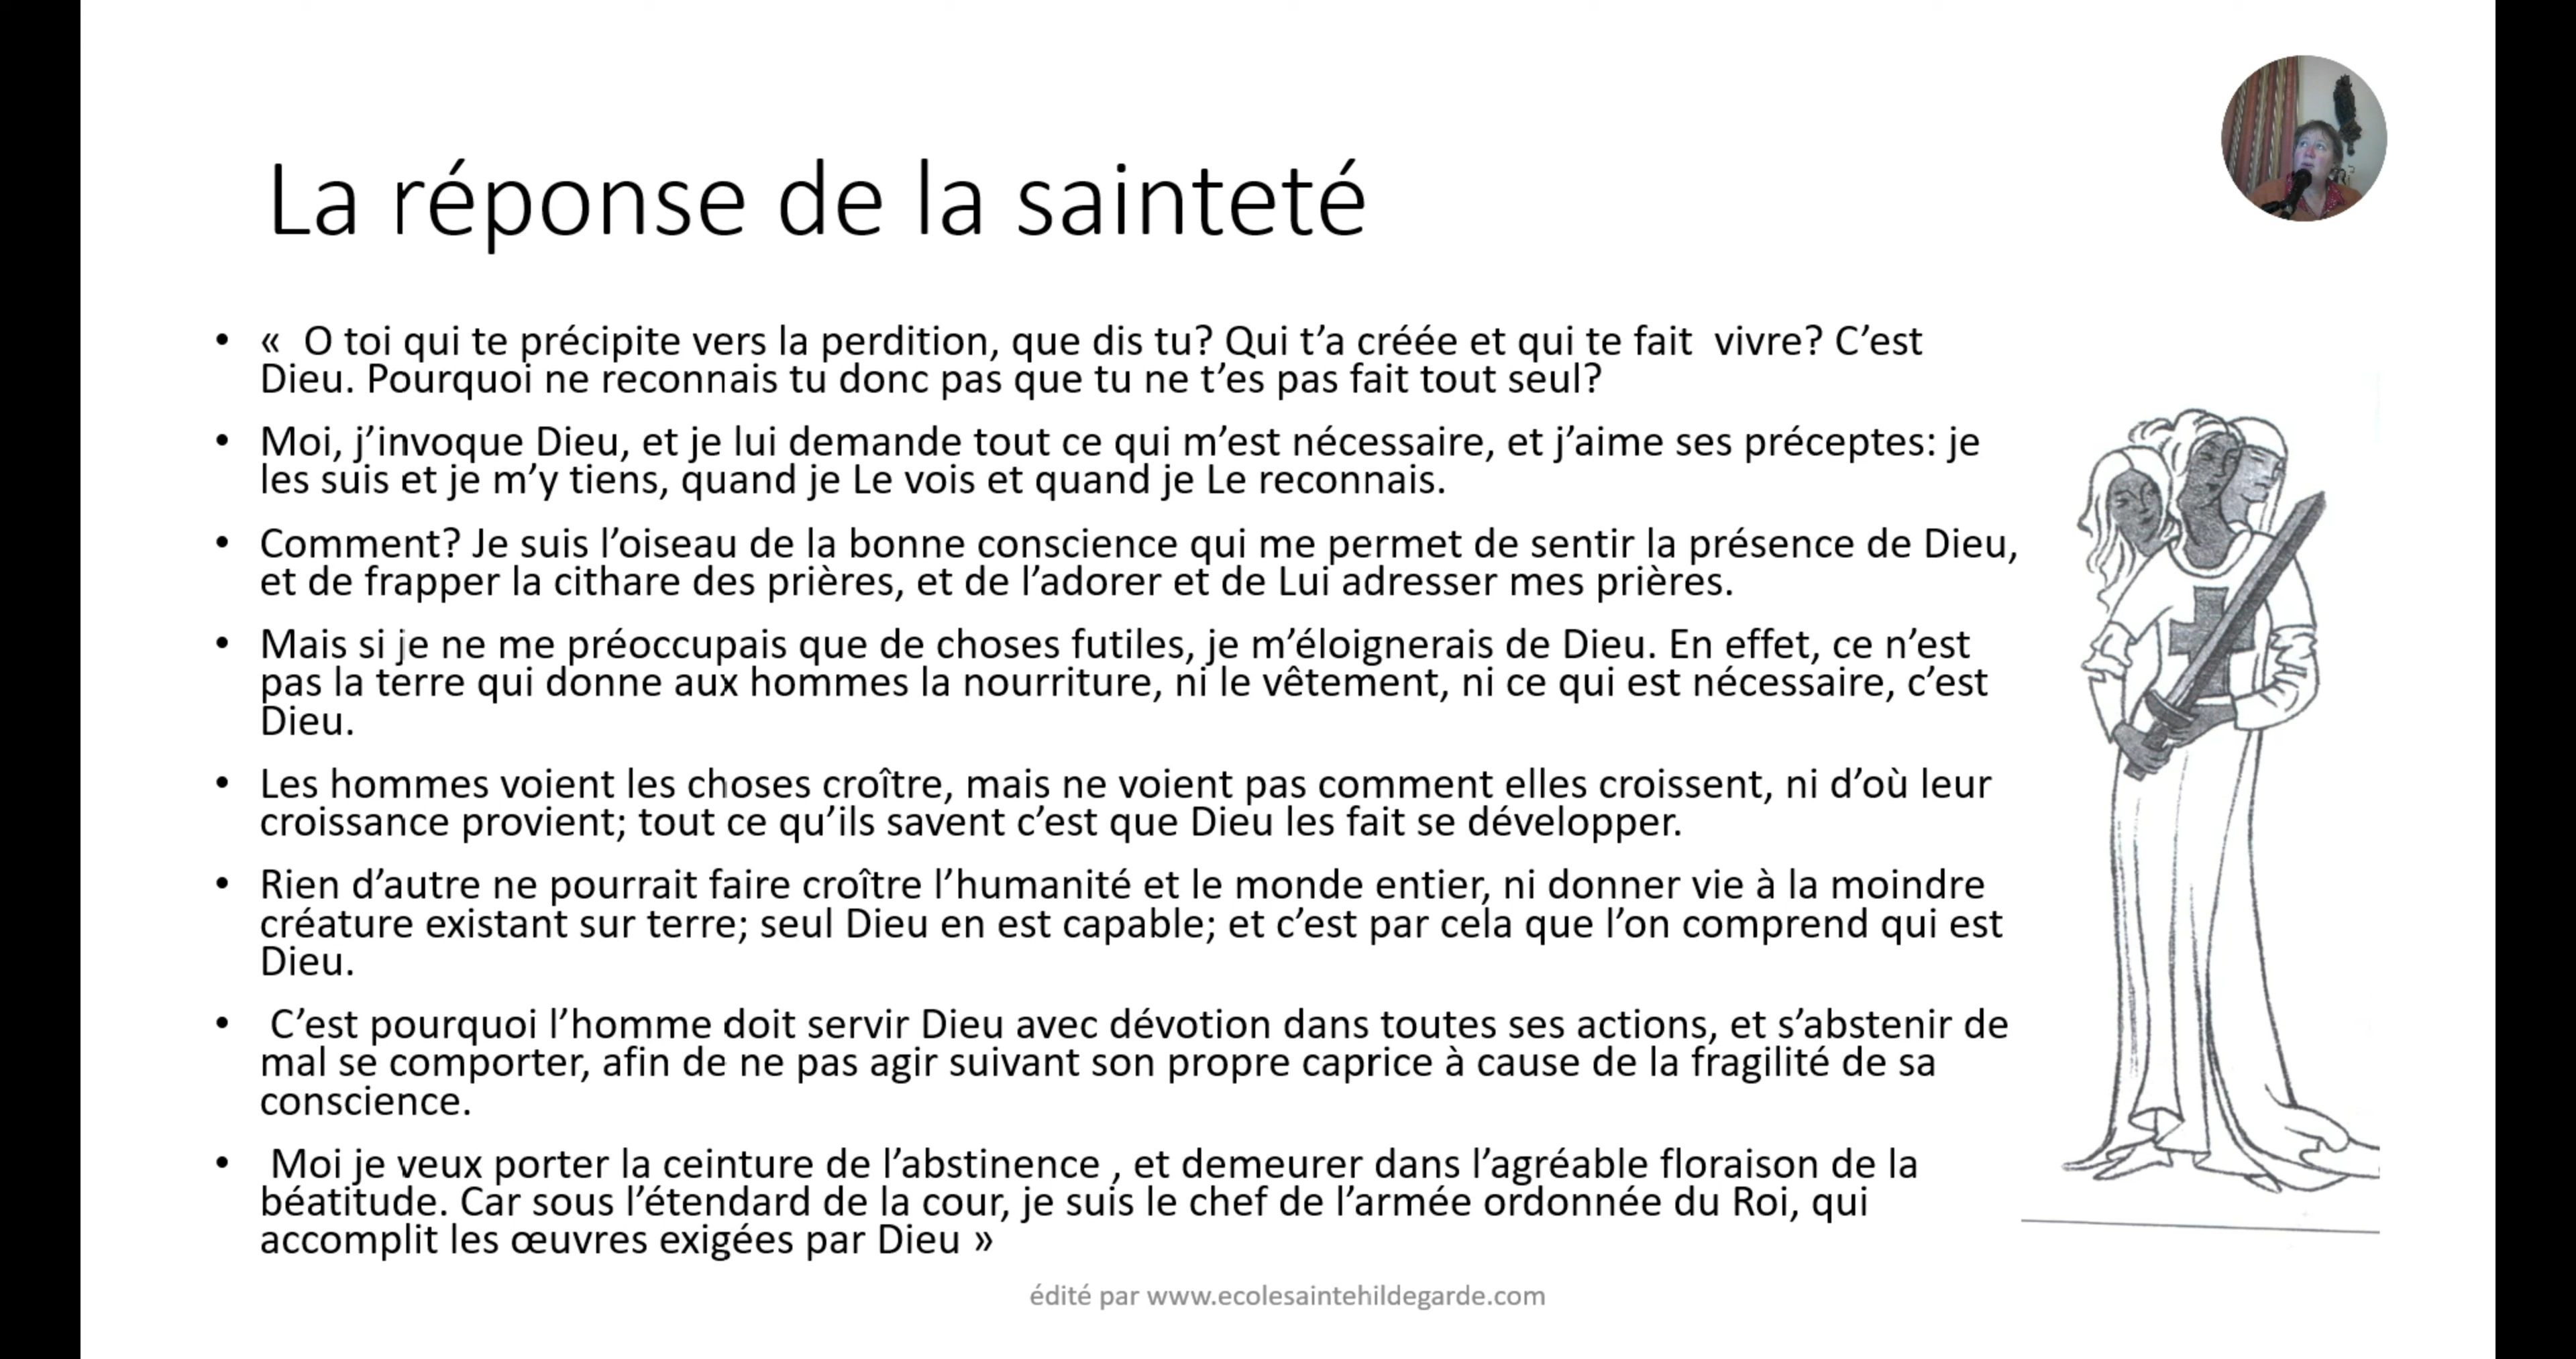 La réponse de la sainteté
• «  O toi qui te précipite vers la perdition, que dis tu? Qui t’a créée et qui te fait  vivre? C’est
Dieu. Pourquoi ne reconnais tu donc pas que tu ne t’es pas fait tout seul?
• Moi, j’invoque Dieu, et je lui demande tout ce qui m’est nécessaire, et j’aime ses préceptes: je
les suis et je m’y tiens, quand je Le vois et quand je Le reconnais.
• Comment? Je suis l’oiseau de la bonne conscience qui me permet de sentir la présence de Dieu,
et de frapper la cithare des prières, et de l’adorer et de Lui adresser mes prières.
• Mais si je ne me préoccupais que de choses futiles, je m’éloignerais de Dieu. En effet, ce n’est
pas la terre qui donne aux hommes la nourriture, ni le vêtement, ni ce qui est nécessaire, c’est
Dieu.
• Les hommes voient les choses croître, mais ne voient pas comment elles croissent, ni d’où leur
croissance provient; tout ce qu’ils savent c’est que Dieu les fait se développer.
• Rien d’autre ne pourrait faire croître l’humanité et le monde entier, ni donner vie à la moindre
créature existant sur terre; seul Dieu en est capable; et c’est par cela que l’on comprend qui est
Dieu.
• C’est pourquoi l’homme doit servir Dieu avec dévotion dans toutes ses actions, et s’abstenir de
mal se comporter, afin de ne pas agir suivant son propre caprice à cause de la fragilité de sa
conscience.
• Moi je veux porter la ceinture de l’abstinence , et demeurer dans l’agréable floraison de la
béatitude. Car sous l’étendard de la cour, je suis le chef de l’armée ordonnée du Roi, qui
accomplit les œuvres exigées par Dieu »
édité par www.ecolesaintehildegarde.com